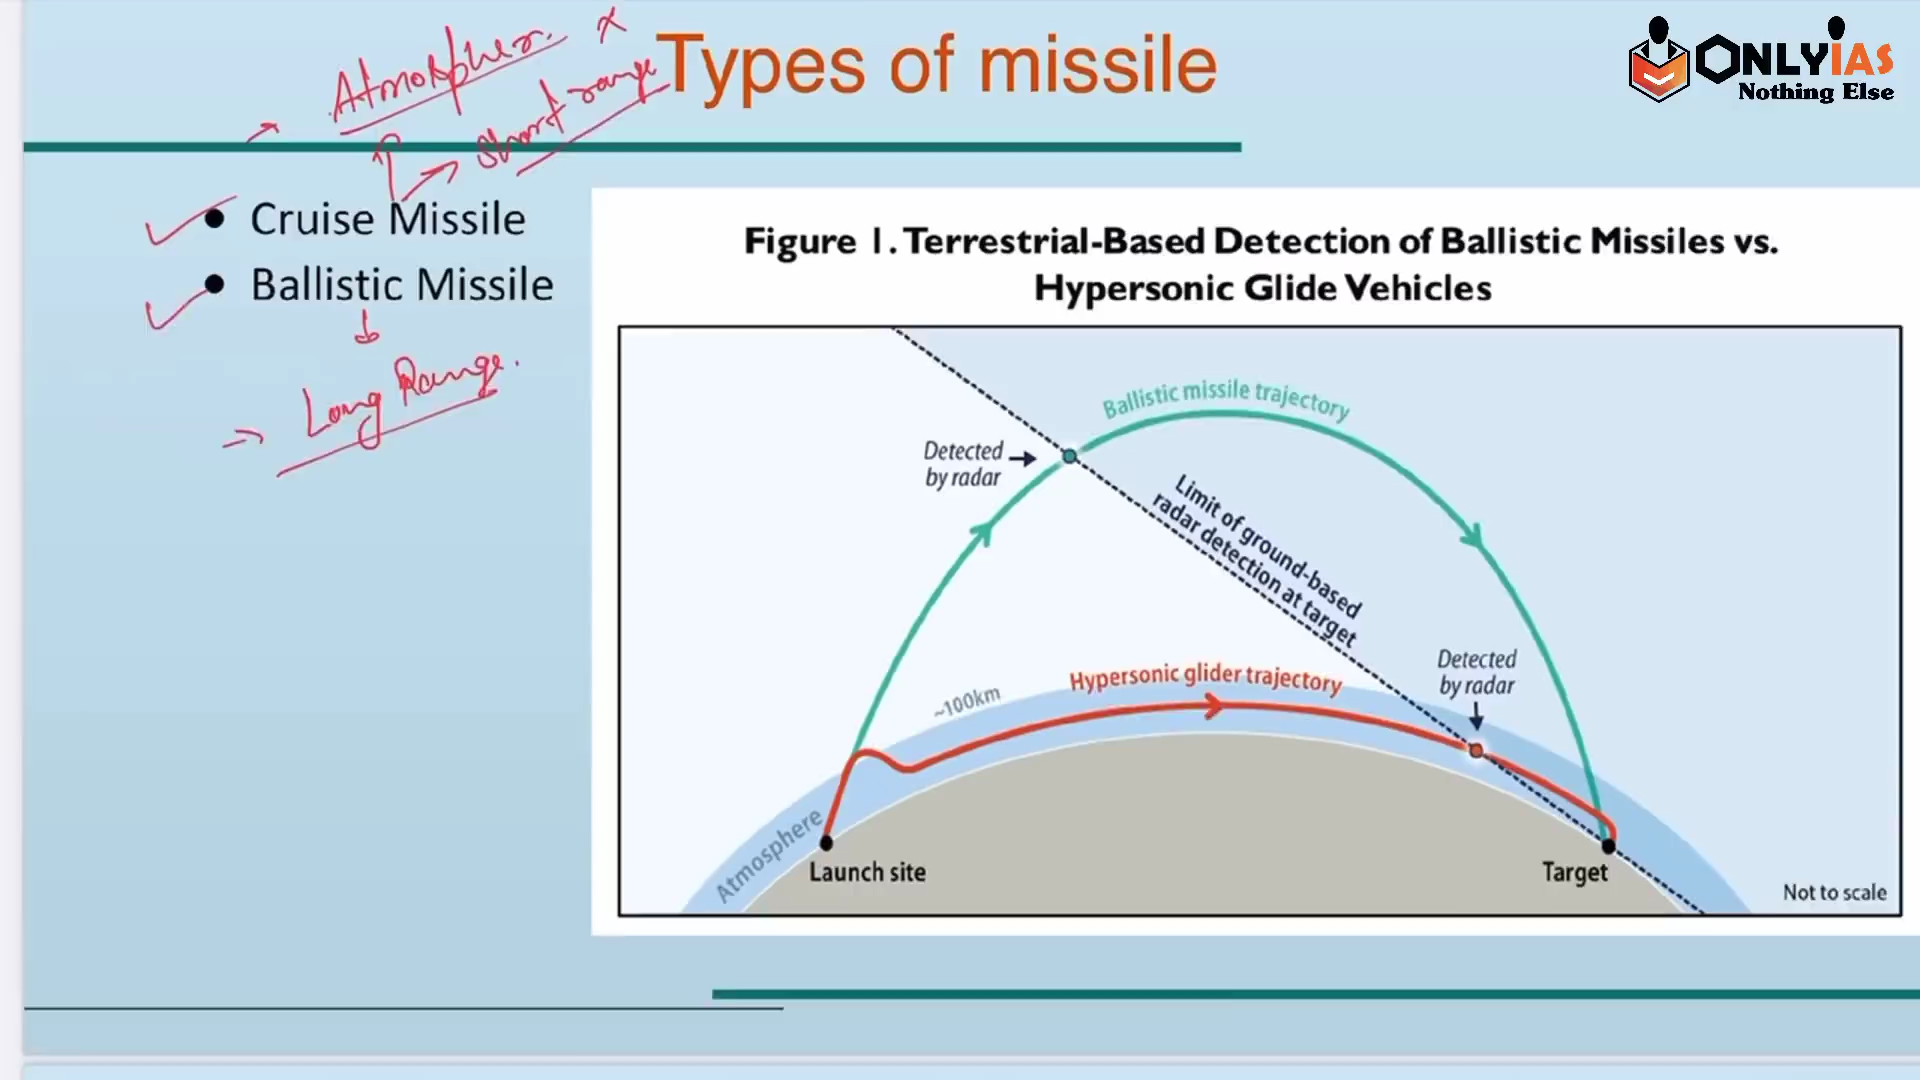 Types of missile
ONLYIAS
Nothing Else
Atmospher. x
short range
Cruise Missile
Ballistic Missile
Long Range.
Figure 1. Terrestrial-Based Detection of Ballistic Missiles vs.
Hypersonic Glide Vehicles
Ballistic missile trajectory
Detected
by radar
Limit of ground-based
radar detection at target
Detected
by radar
Hypersonic glider trajectory
~100km
Atmosphere
Launch site
Target
Not to scale